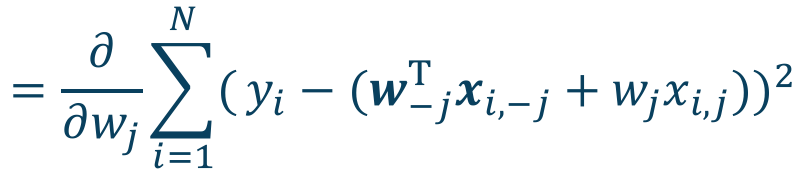 = ∂/∂w_j ∑_{i=1}^{N} ( y_i − (𝒘_{−j}^T 𝒙_{i,−j} + w_j x_{i,j}))^2